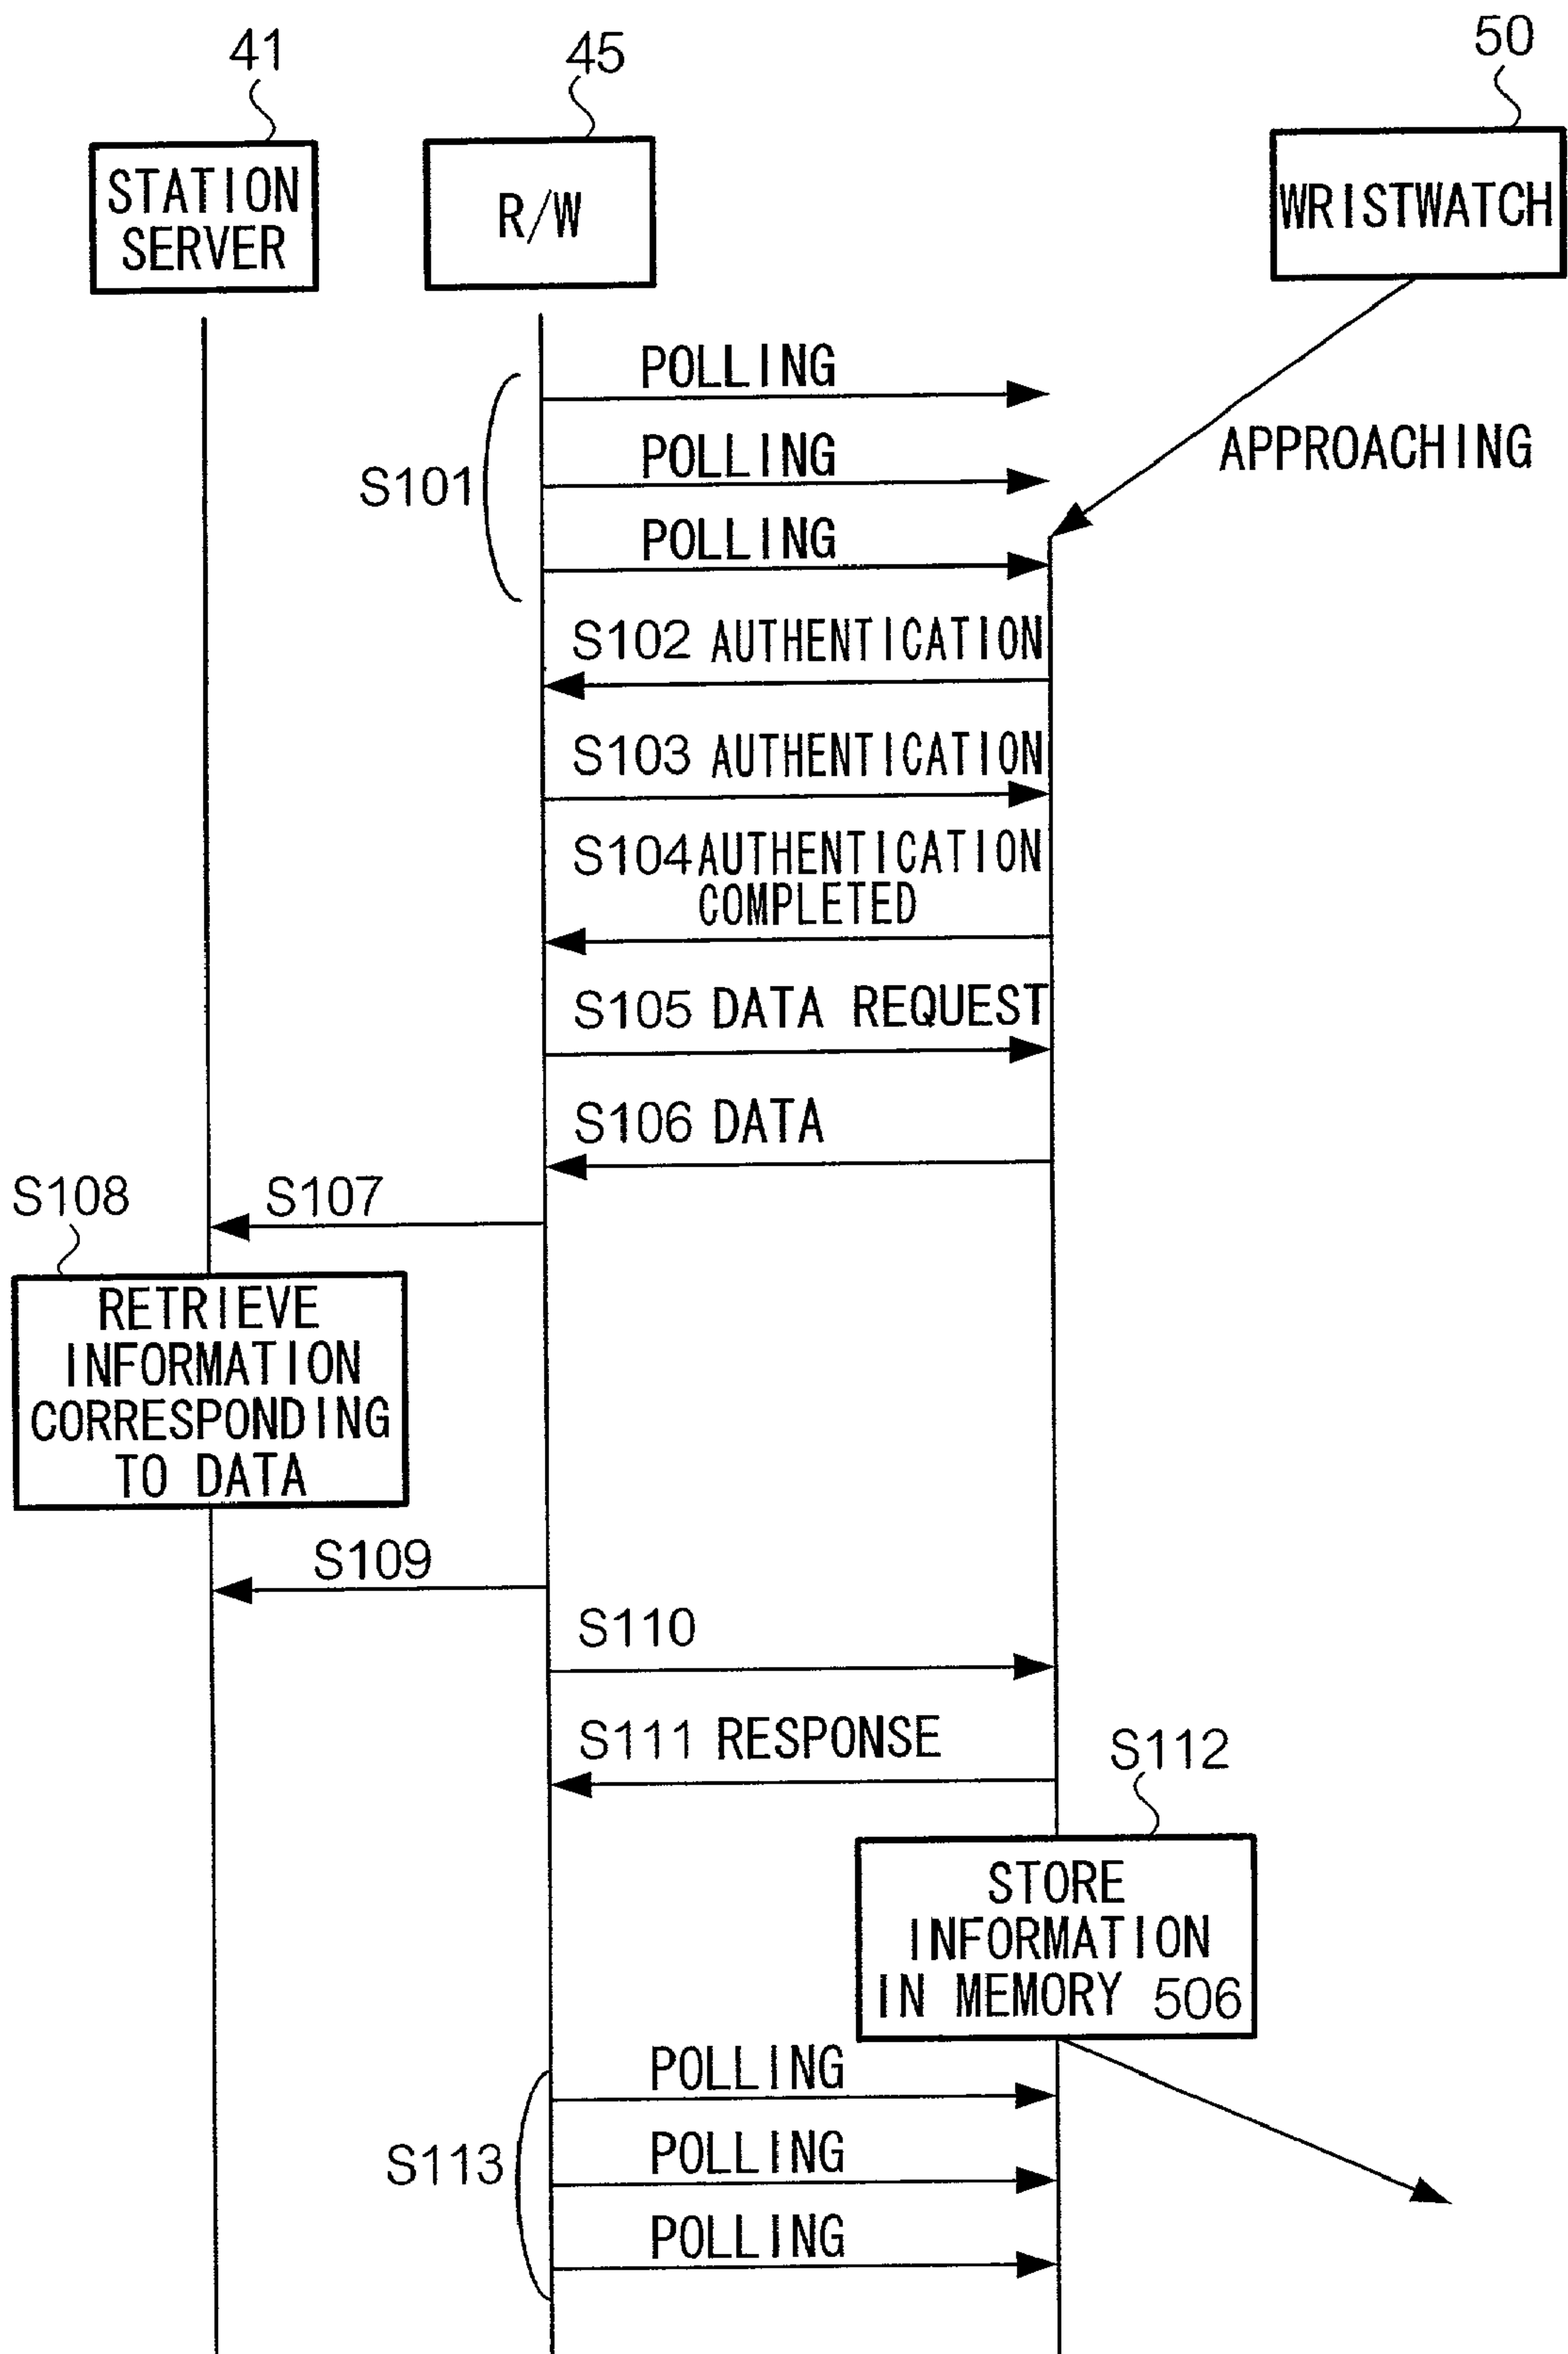 41
45
50
STATION
SERVER
R/W
WRISTWATCH
POLLING
APPROACHING
POLLING
S101
POLLING
S102 AUTHENTICATION
S103 AUTHENTICATION
S104 AUTHENTICATION
COMPLETED
S105 DATA REQUEST
S106 DATA
S107
S108
RETRIEVE
INFORMATION
CORRESPONDING
TO DATA
S109
S110
S111 RESPONSE
S112
STORE
INFORMATION
IN MEMORY 506
POLLING
POLLING
S113
POLLING